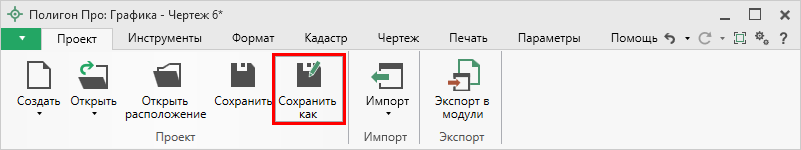 Полигон Про: Графика - Чертеж 6*
Проект Инструменты Формат Кадастр Чертеж Печать Параметры Помощь ?
Создать Открыть Открыть расположение Сохранить Сохранить как Импорт Экспорт в модули
Проект Импорт Экспорт